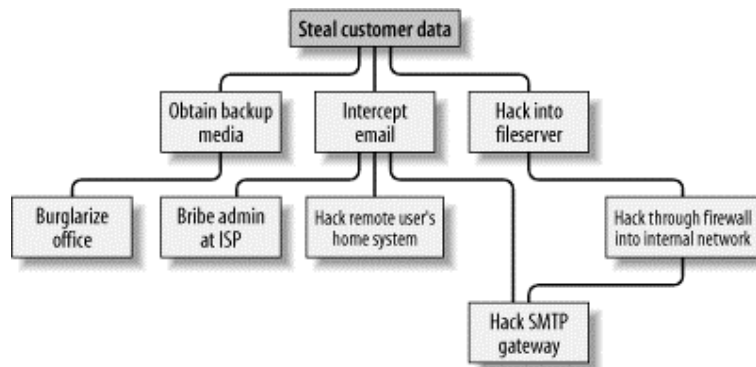 Steal customer data
Obtain backup
media
Intercept
email
Hack into
fileserver
Burglarize
office
Bribe admin
at ISP
Hack remote user's
home system
Hack through firewall
into internal network
Hack SMTP
gateway